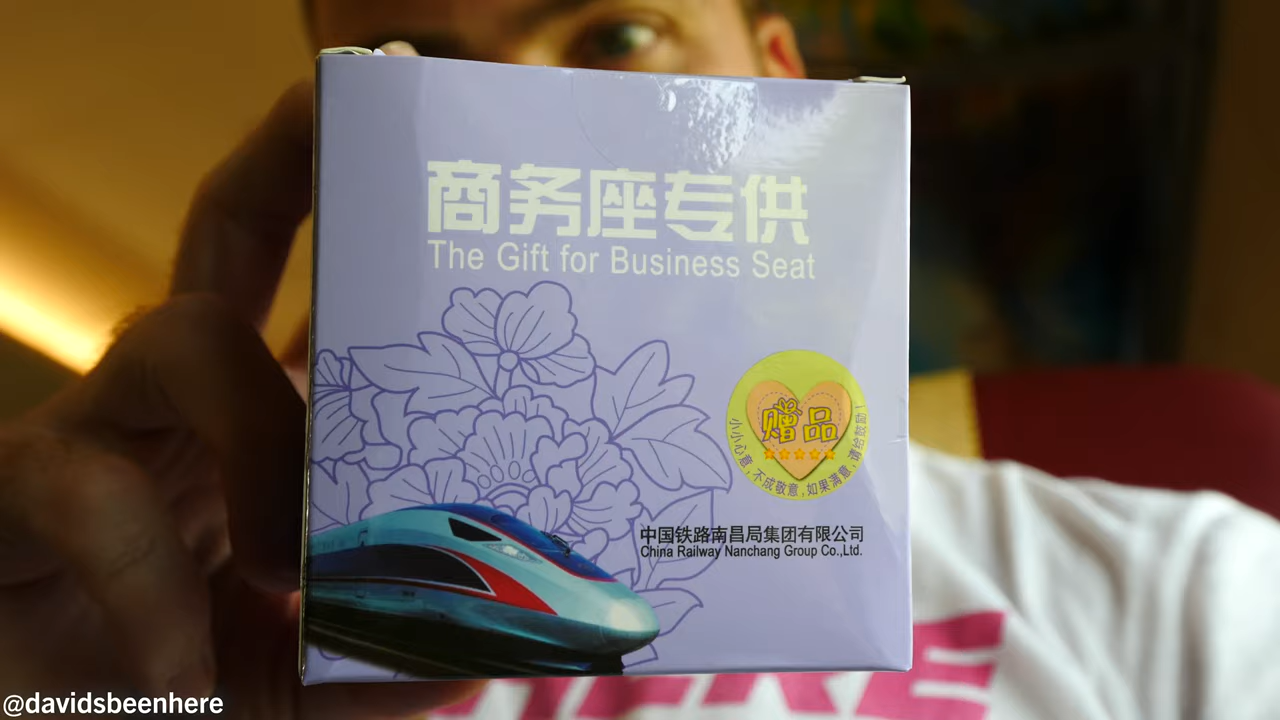 商务座专供
The Gift for Business Seat
赠品
小小心意,不成敬意,如果满意,请给鼓励!
中国铁路南昌局集团有限公司
China Railway Nanchang Group Co.,Ltd.
@davidsbeenhere